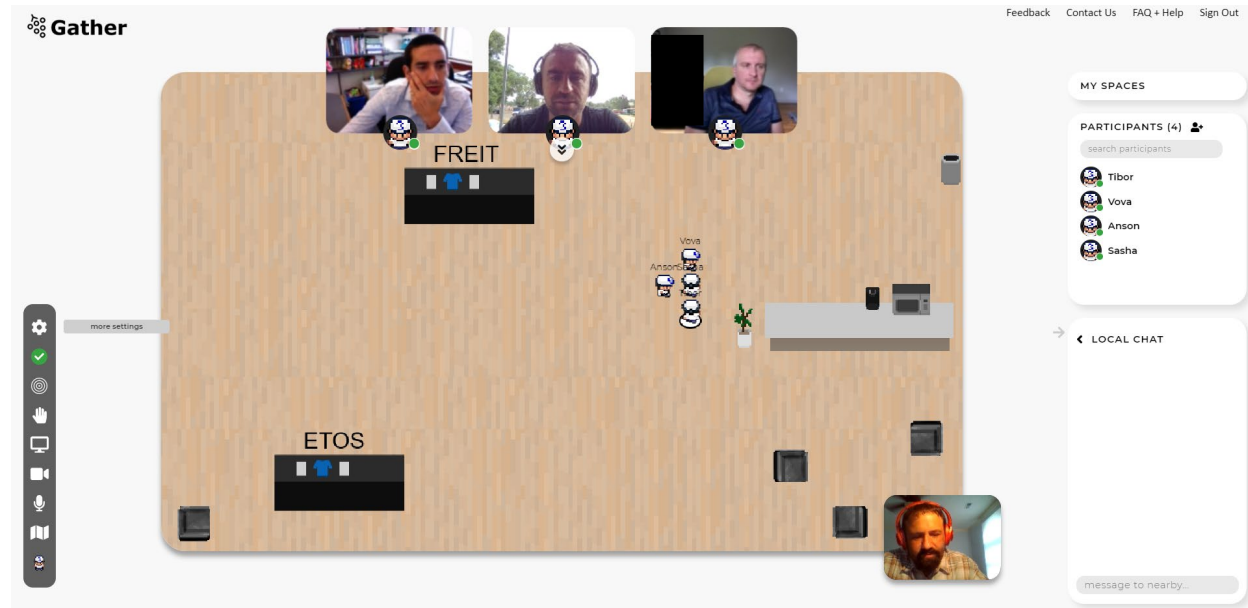 Gather
Feedback Contact Us FAQ + Help Sign Out
MY SPACES
PARTICIPANTS (4)
search participants
Tibor
Vova
Anson
Sasha
FREIT
Vova
Anson
more settings
LOCAL CHAT
ETOS
message to nearby...